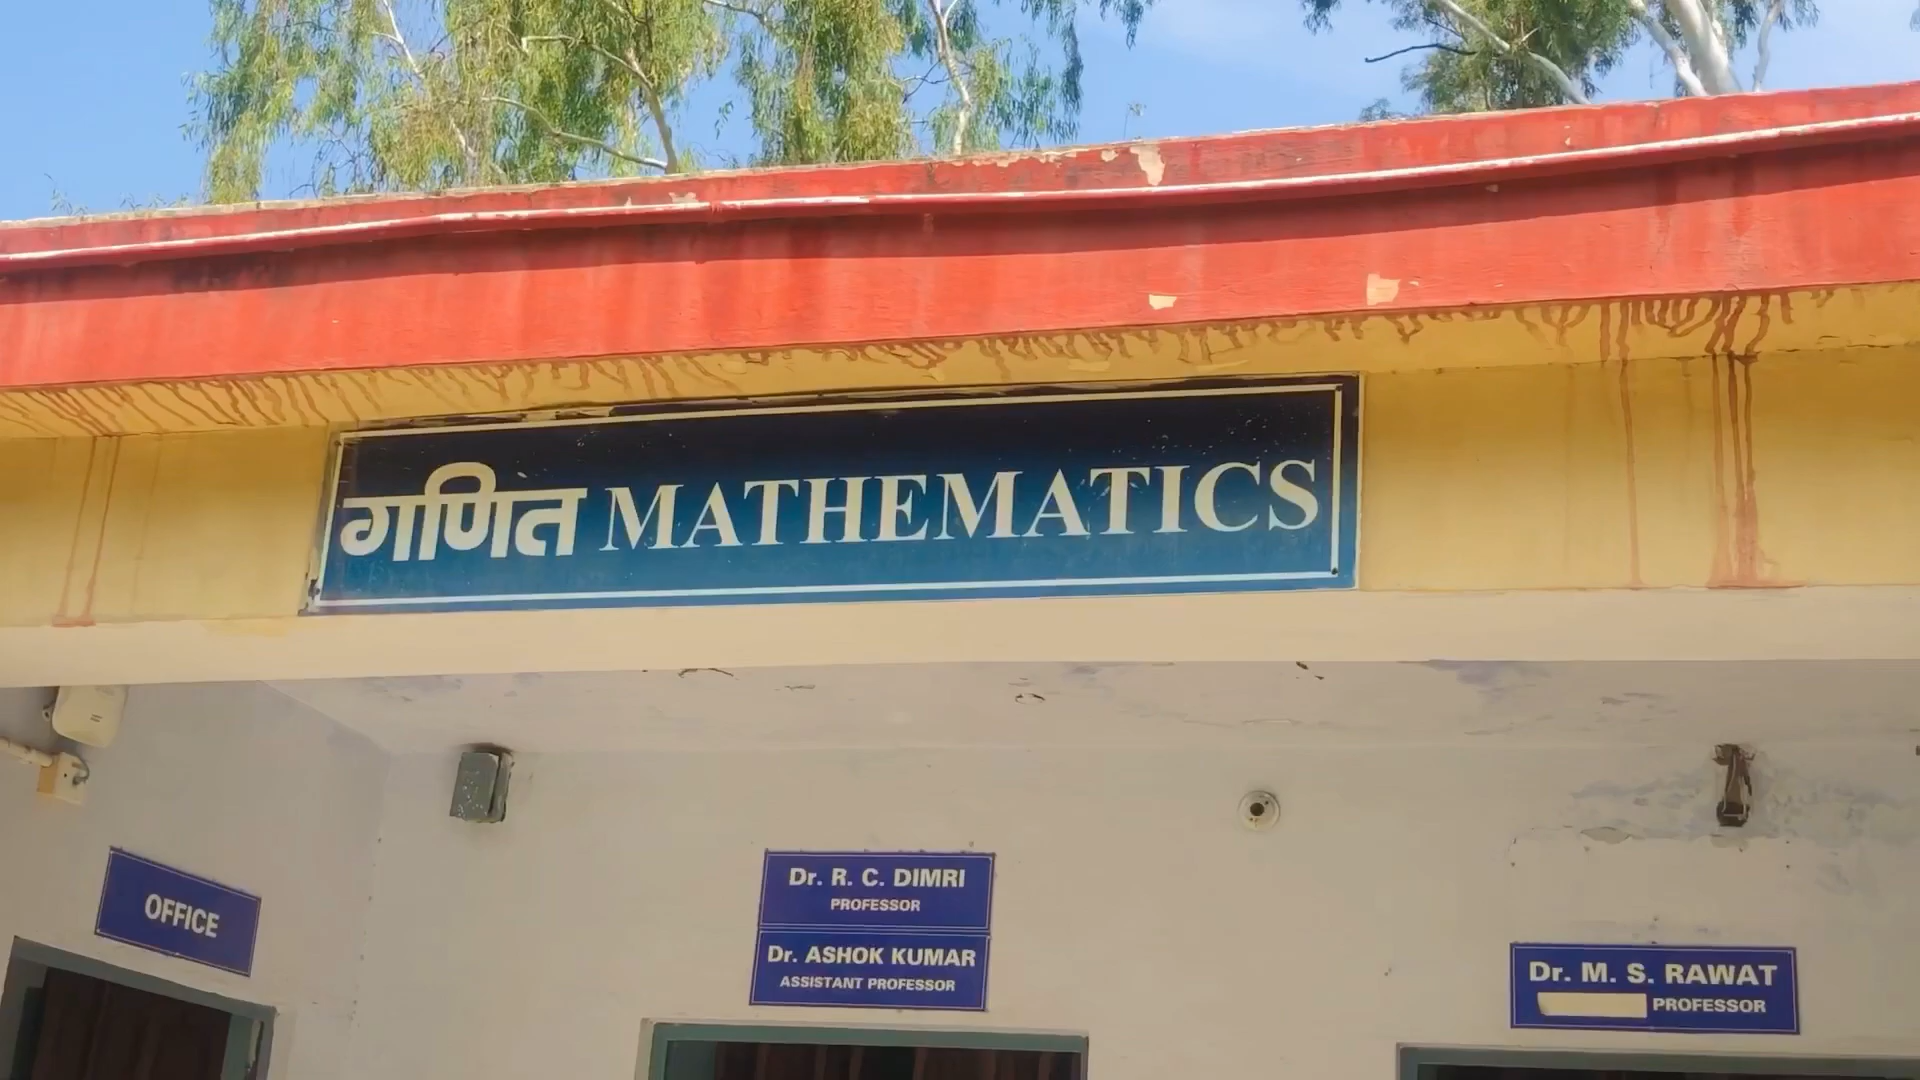 गणित MATHEMATICS
OFFICE
Dr. R. C. DIMRI
PROFESSOR
Dr. ASHOK KUMAR
ASSISTANT PROFESSOR
Dr. M. S. RAWAT
PROFESSOR